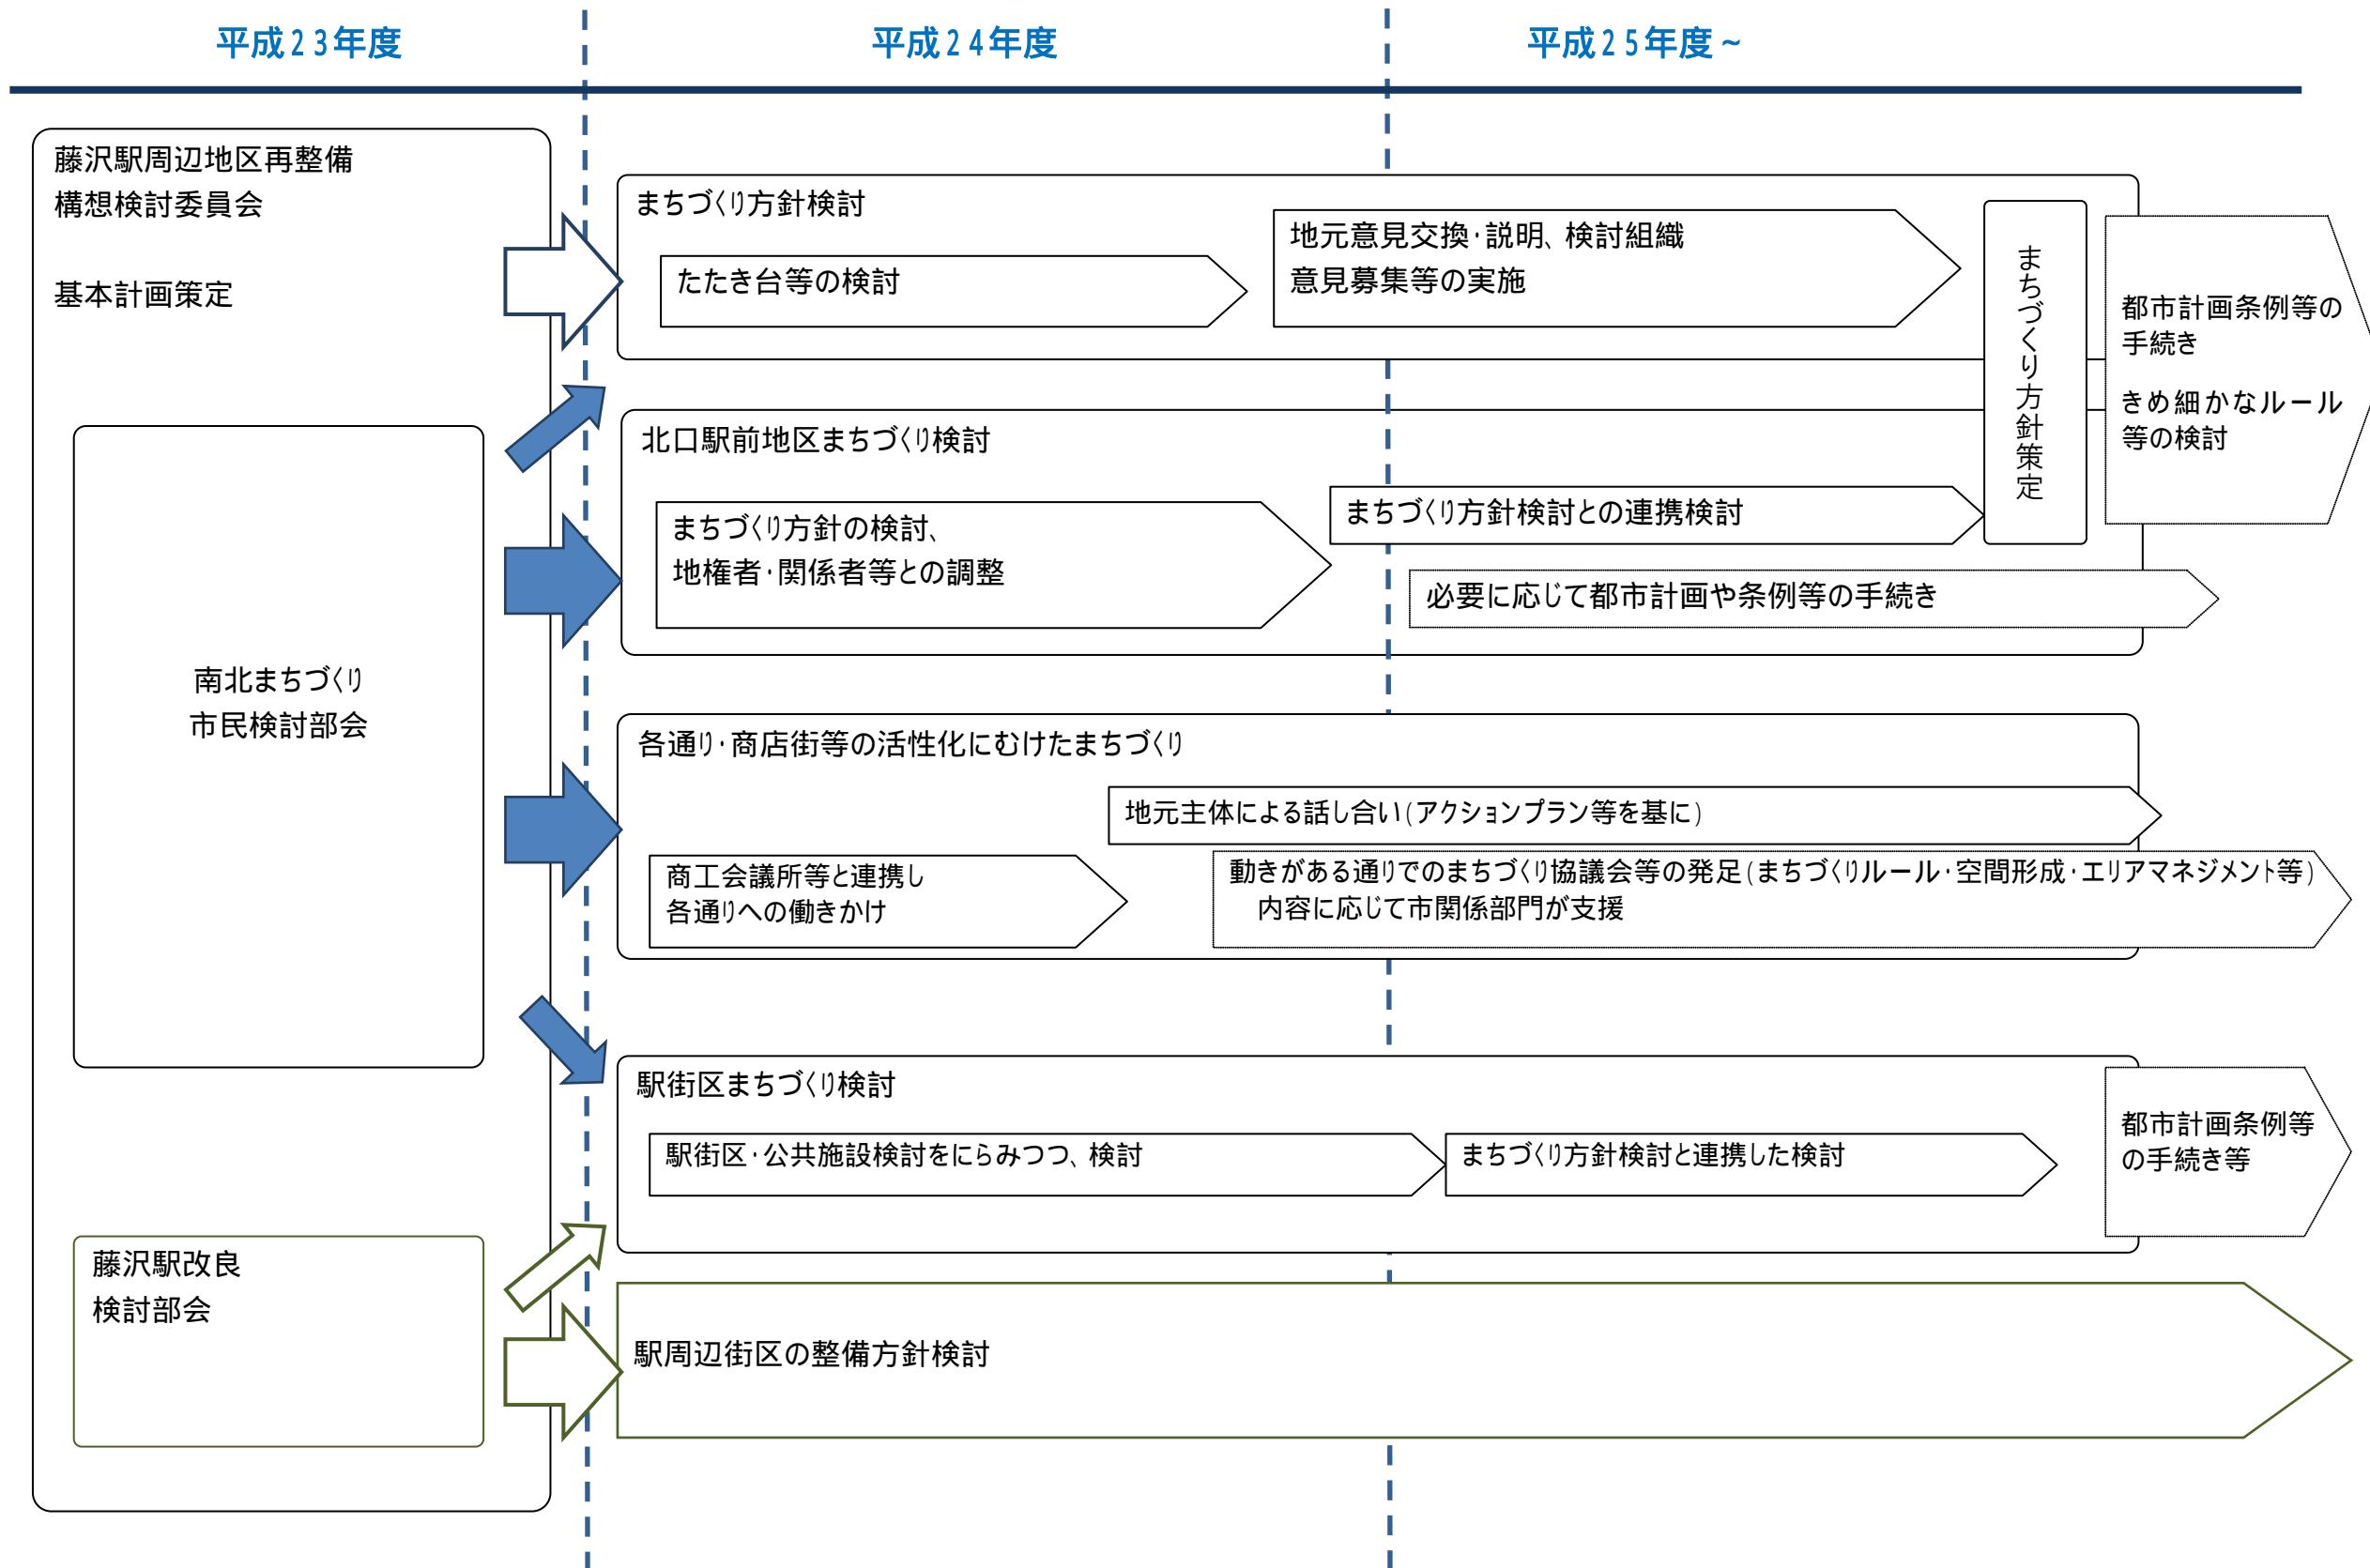 平成23年度
平成24年度
平成25年度~
藤沢駅周辺地区再整備
構想検討委員会
基本計画策定
南北まちづくり
市民検討部会
藤沢駅改良
検討部会
まちづくり方針検討
たたき台等の検討
地元意見交換・説明、検討組織
意見募集等の実施
まちづくり方針策定
都市計画条例等の
手続き
きめ細かなルール
等の検討
北口駅前地区まちづくり検討
まちづくり方針の検討、
地権者・関係者等との調整
まちづくり方針検討との連携検討
必要に応じて都市計画や条例等の手続き
各通り・商店街等の活性化にむけたまちづくり
地元主体による話し合い(アクションプラン等を基に)
商工会議所等と連携し
各通りへの働きかけ
動きがある通りでのまちづくり協議会等の発足(まちづくりルール・空間形成・エリアマネジメント等)
内容に応じて市関係部門が支援
駅街区まちづくり検討
駅街区・公共施設検討をにらみつつ、検討
まちづくり方針検討と連携した検討
都市計画条例等
の手続き等
駅周辺街区の整備方針検討